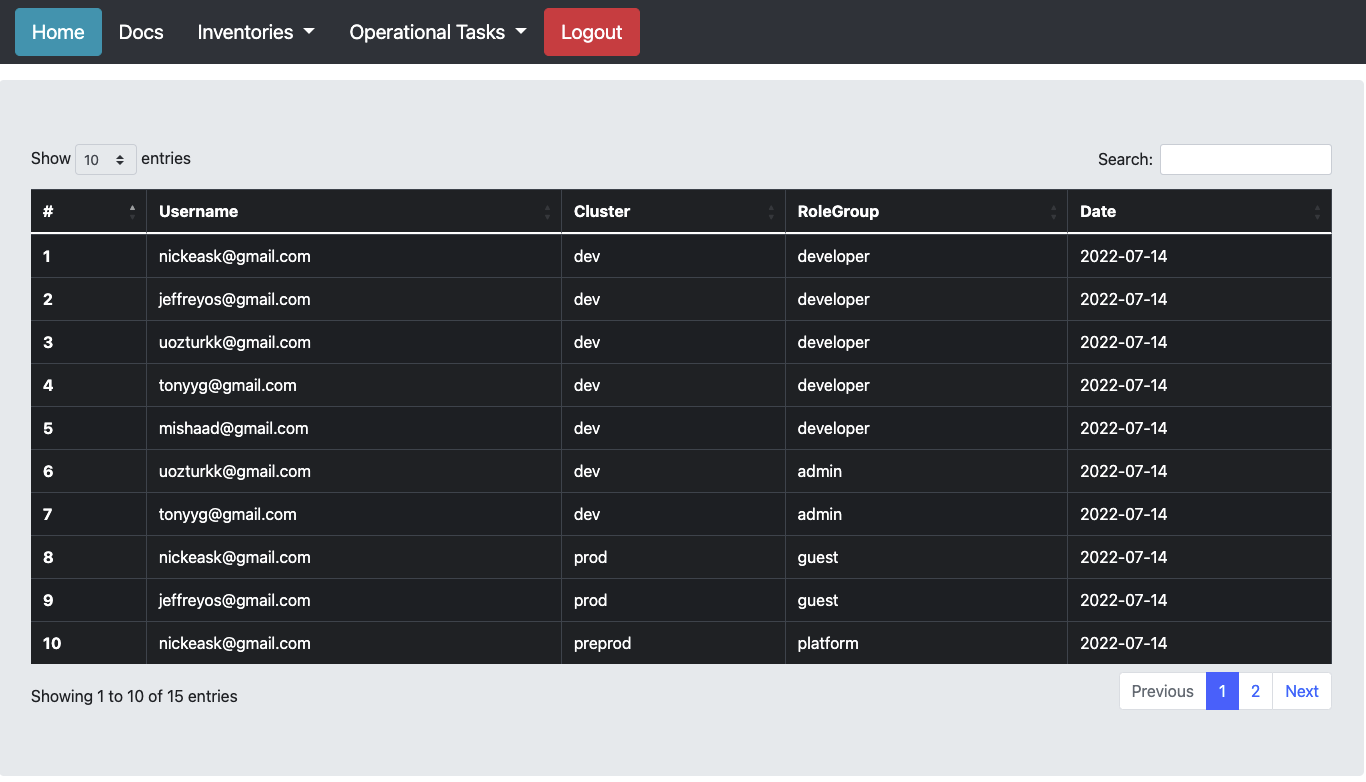 Home Docs Inventories Operational Tasks Logout
Show 10 entries Search:
# Username Cluster RoleGroup Date
1 nickeask@gmail.com dev developer 2022-07-14
2 jeffreyos@gmail.com dev developer 2022-07-14
3 uozturkk@gmail.com dev developer 2022-07-14
4 tonyyg@gmail.com dev developer 2022-07-14
5 mishaad@gmail.com dev developer 2022-07-14
6 uozturkk@gmail.com dev admin 2022-07-14
7 tonyyg@gmail.com dev admin 2022-07-14
8 nickeask@gmail.com prod guest 2022-07-14
9 jeffreyos@gmail.com prod guest 2022-07-14
10 nickeask@gmail.com preprod platform 2022-07-14
Showing 1 to 10 of 15 entries Previous 1 2 Next